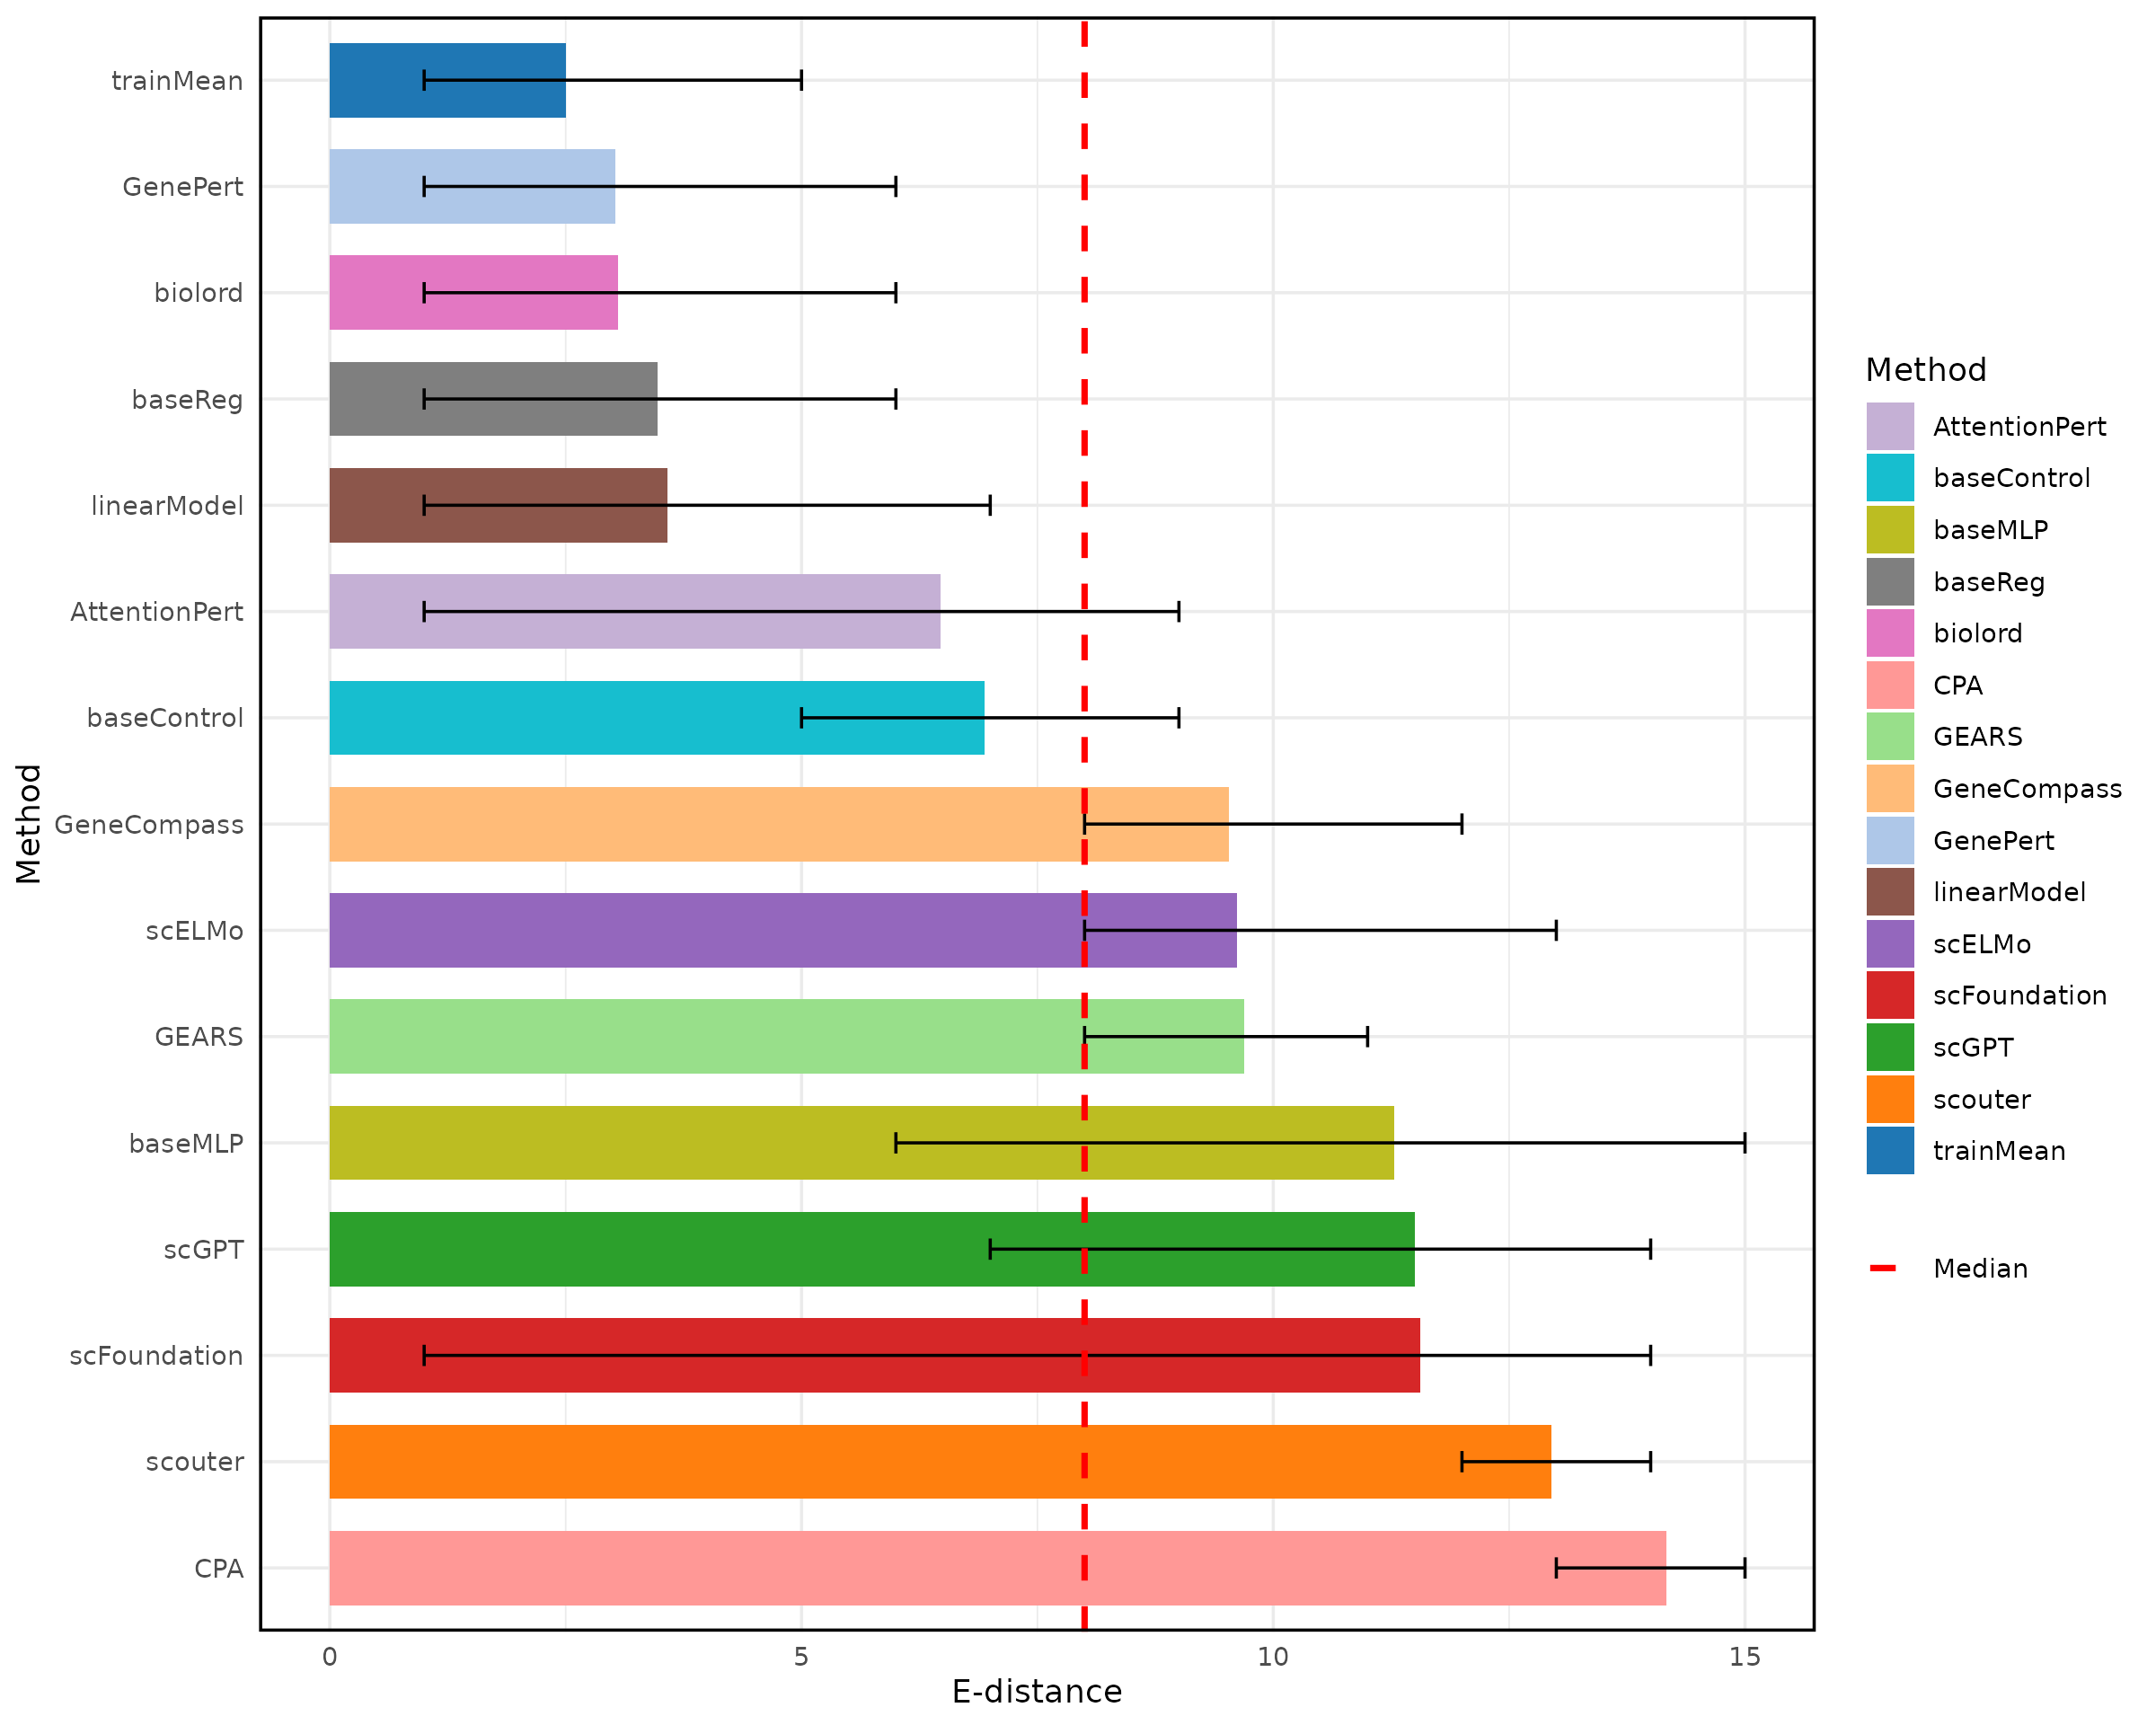 trainMean
GenePert
biolord
baseReg
linearModel
AttentionPert
baseControl
GeneCompass
scELMo
GEARS
baseMLP
scGPT
scFoundation
scouter
CPA
Method
0 5 10 15
E-distance
Method
AttentionPert
baseControl
baseMLP
baseReg
biolord
CPA
GEARS
GeneCompass
GenePert
linearModel
scELMo
scFoundation
scGPT
scouter
trainMean
Median